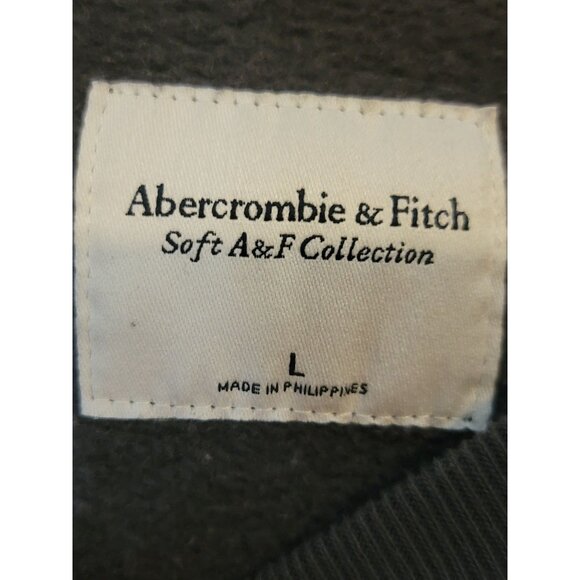 Abercrombie & Fitch
Soft A&F Collection
L
MADE IN PHILIPPINES